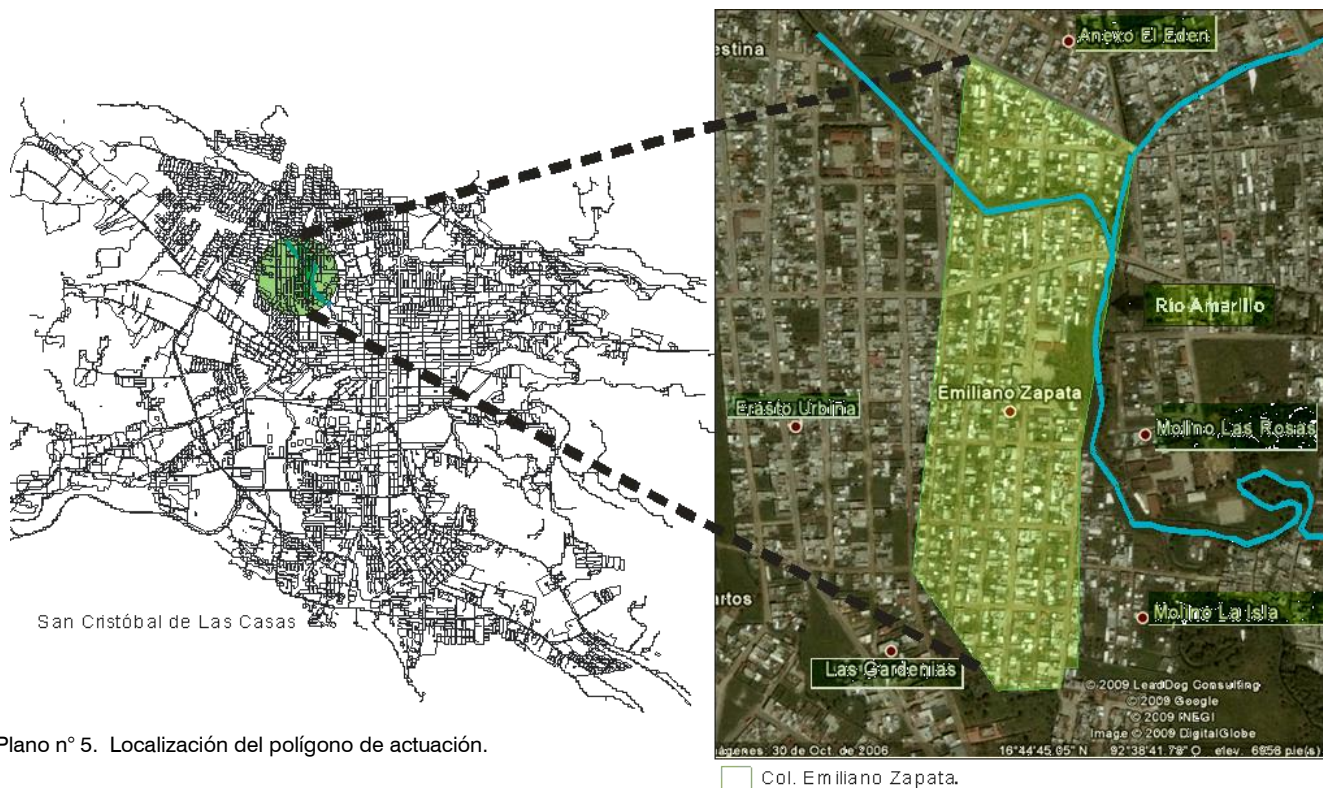 San Cristóbal de Las Casas
Plano n° 5. Localización del polígono de actuación.
estina
Anexo El Eden
Río Amarillo
Emiliano Zapata
Erasto Urbina
Molino Las Rosas
artos
Molino La Isla
Las Gardenias
© 2009 LeadDog Consulting
© 2009 Google
© 2009 INEGI
Image © 2009 DigitalGlobe
ágenes: 30 de Oct. de 2006 16°44'45.05" N 92°38'41.78" O elev. 6958 pie(s)
Col. Emiliano Zapata.